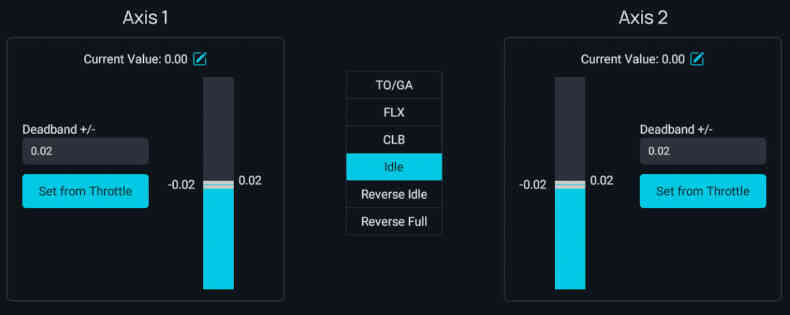 Axis 1
Current Value: 0.00
Deadband +/-
0.02
Set from Throttle
-0.02
0.02
TO/GA
FLX
CLB
Idle
Reverse Idle
Reverse Full
Axis 2
Current Value: 0.00
-0.02
0.02
Deadband +/-
0.02
Set from Throttle